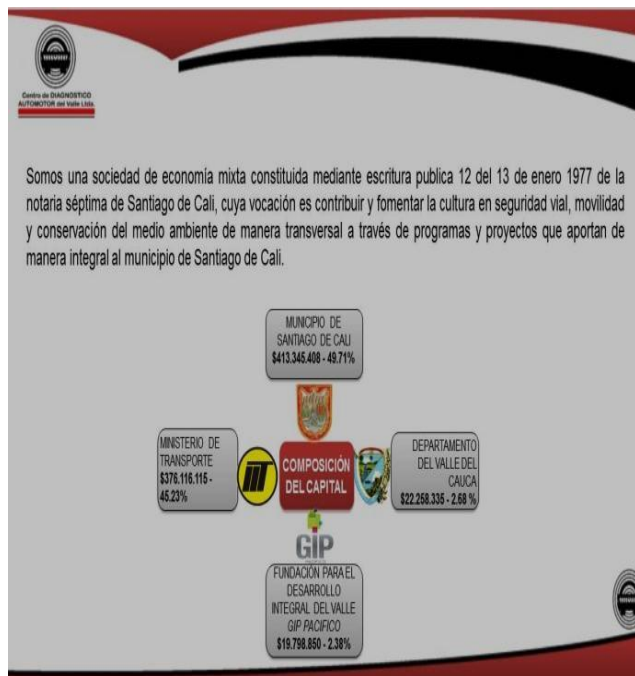 Centro de DIAGNOSTICO
AUTOMOTOR del Valle Ltda.
Somos una sociedad de economía mixta constituida mediante escritura publica 12 del 13 de enero 1977 de la
notaria séptima de Santiago de Cali, cuya vocación es contribuir y fomentar la cultura en seguridad vial, movilidad
y conservación del medio ambiente de manera transversal a través de programas y proyectos que aportan de
manera integral al municipio de Santiago de Cali.
MUNICIPIO DE
SANTIAGO DE CALI
$413.345.408 - 49.71%
MINISTERIO DE
TRANSPORTE
$376.116.115 -
45.23%
COMPOSICIÓN
DEL CAPITAL
DEPARTAMENTO
DEL VALLE DEL
CAUCA
$22.258.335 - 2.68 %
GIP
FUNDACIÓN PARA EL
DESARROLLO
INTEGRAL DEL VALLE
GIP PACIFICO
$19.798.850 - 2.38%